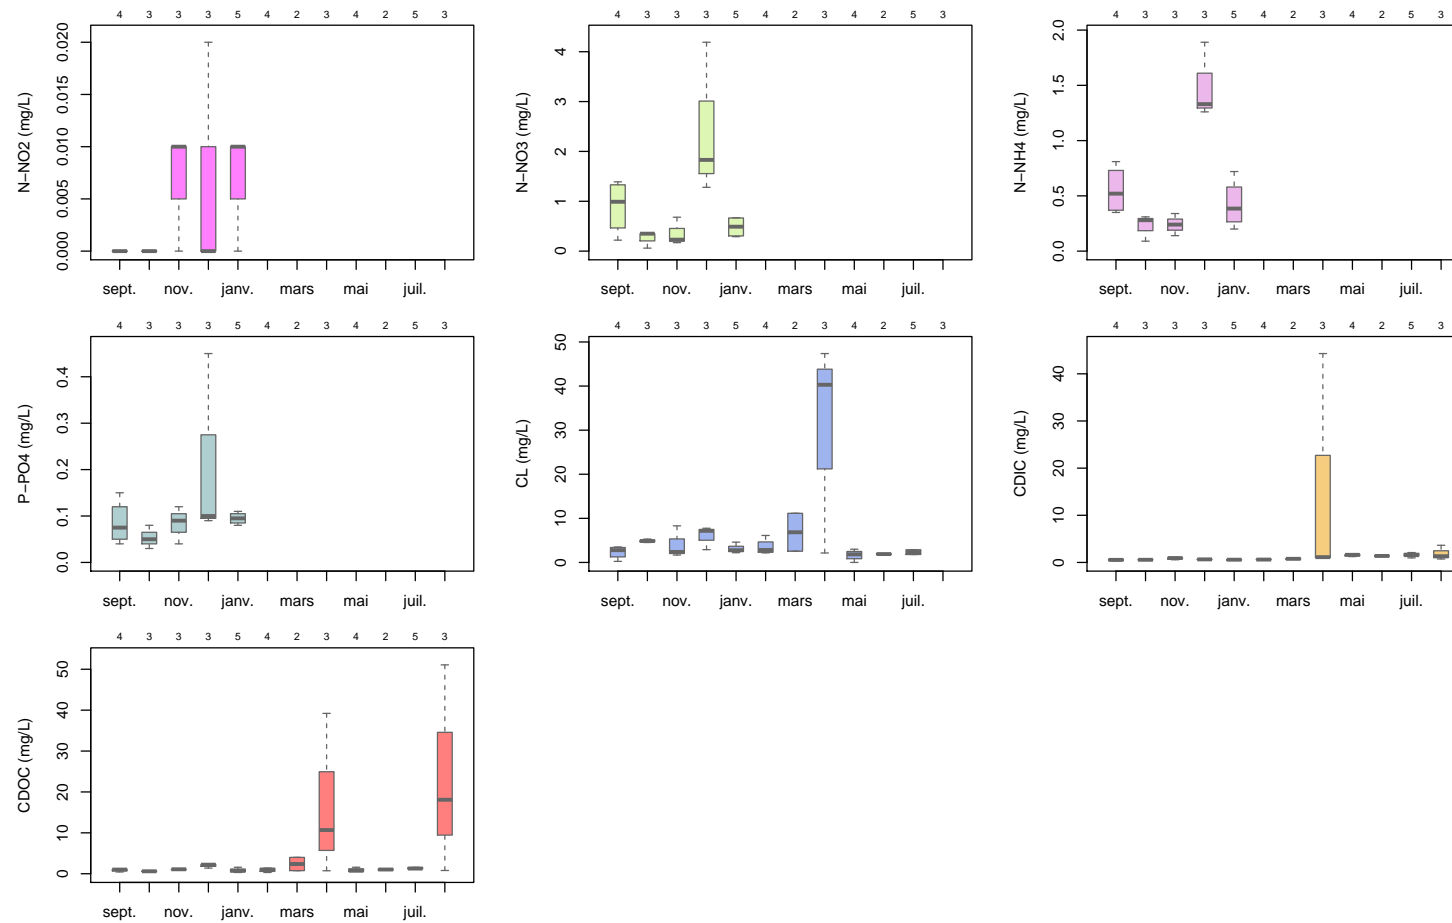 4 3 3 3 5 4 2 3 4 2 5 3
N−NO2 (mg/L)
0.000 0.005 0.010 0.015 0.020
sept. nov. janv. mars mai juil.
4 3 3 3 5 4 2 3 4 2 5 3
N−NO3 (mg/L)
0 1 2 3 4
sept. nov. janv. mars mai juil.
4 3 3 3 5 4 2 3 4 2 5 3
N−NH4 (mg/L)
0.0 0.5 1.0 1.5 2.0
sept. nov. janv. mars mai juil.
4 3 3 3 5 4 2 3 4 2 5 3
P−PO4 (mg/L)
0.0 0.1 0.2 0.3 0.4
sept. nov. janv. mars mai juil.
4 3 3 3 5 4 2 3 4 2 5 3
CL (mg/L)
0 10 20 30 40 50
sept. nov. janv. mars mai juil.
4 3 3 3 5 4 2 3 4 2 5 3
CDIC (mg/L)
0 10 20 30 40
sept. nov. janv. mars mai juil.
4 3 3 3 5 4 2 3 4 2 5 3
CDOC (mg/L)
0 10 20 30 40 50
sept. nov. janv. mars mai juil.